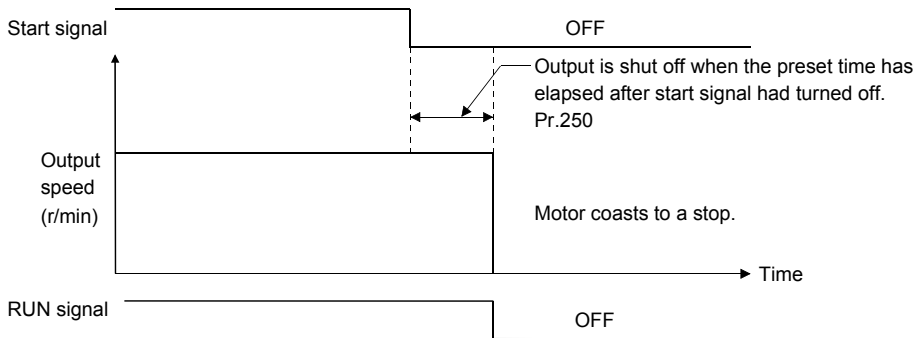 Start signal
OFF
Output is shut off when the preset time has
elapsed after start signal had turned off.
Pr.250
Output
speed
(r/min)
Motor coasts to a stop.
Time
RUN signal
OFF